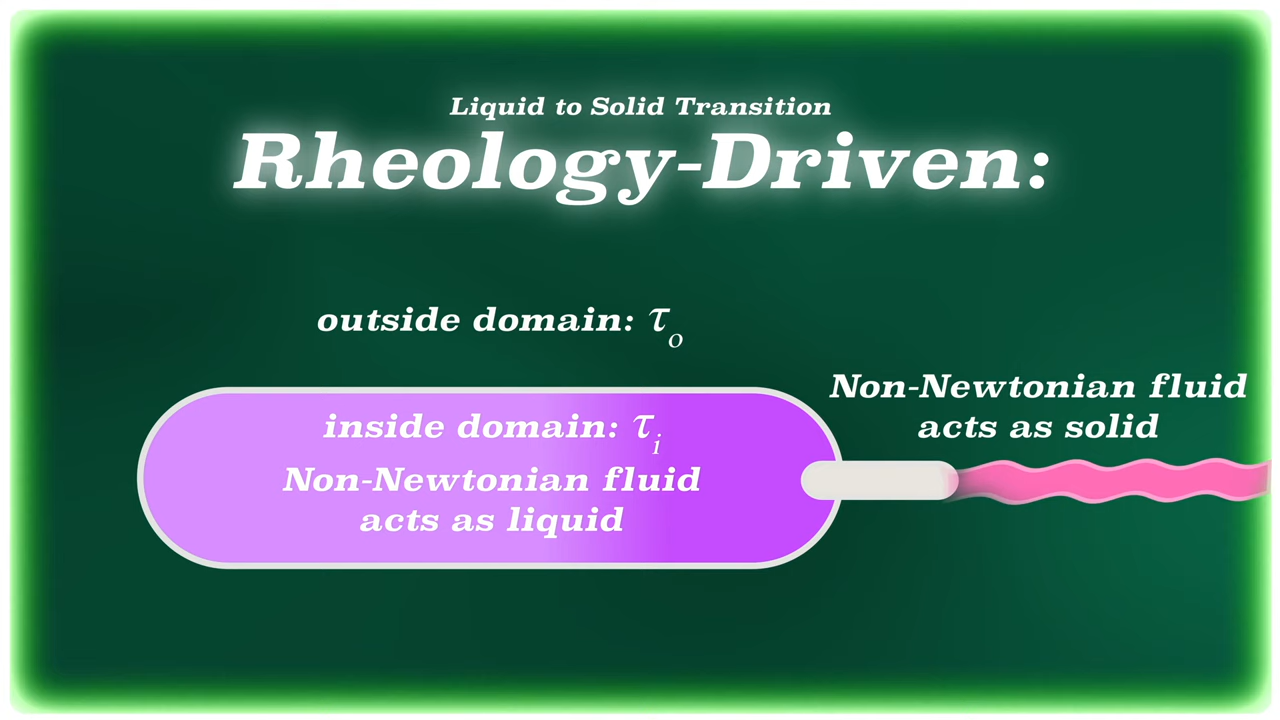 Liquid to Solid Transition
Rheology-Driven:
outside domain: τₒ
inside domain: τᵢ
Non-Newtonian fluid
acts as liquid
Non-Newtonian fluid
acts as solid